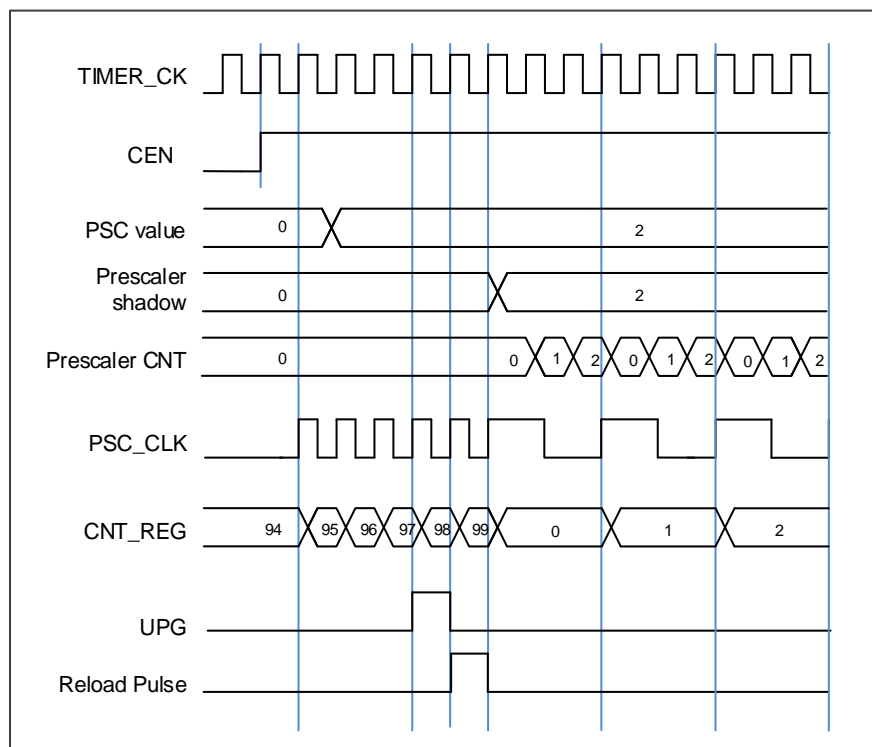 TIMER_CK
CEN
PSC value 0 2
Prescaler
shadow 0 2
Prescaler CNT 0 0 1 2 0 1 2 0 1 2
PSC_CLK
CNT_REG 94 95 96 97 98 99 0 1 2
UPG
Reload Pulse